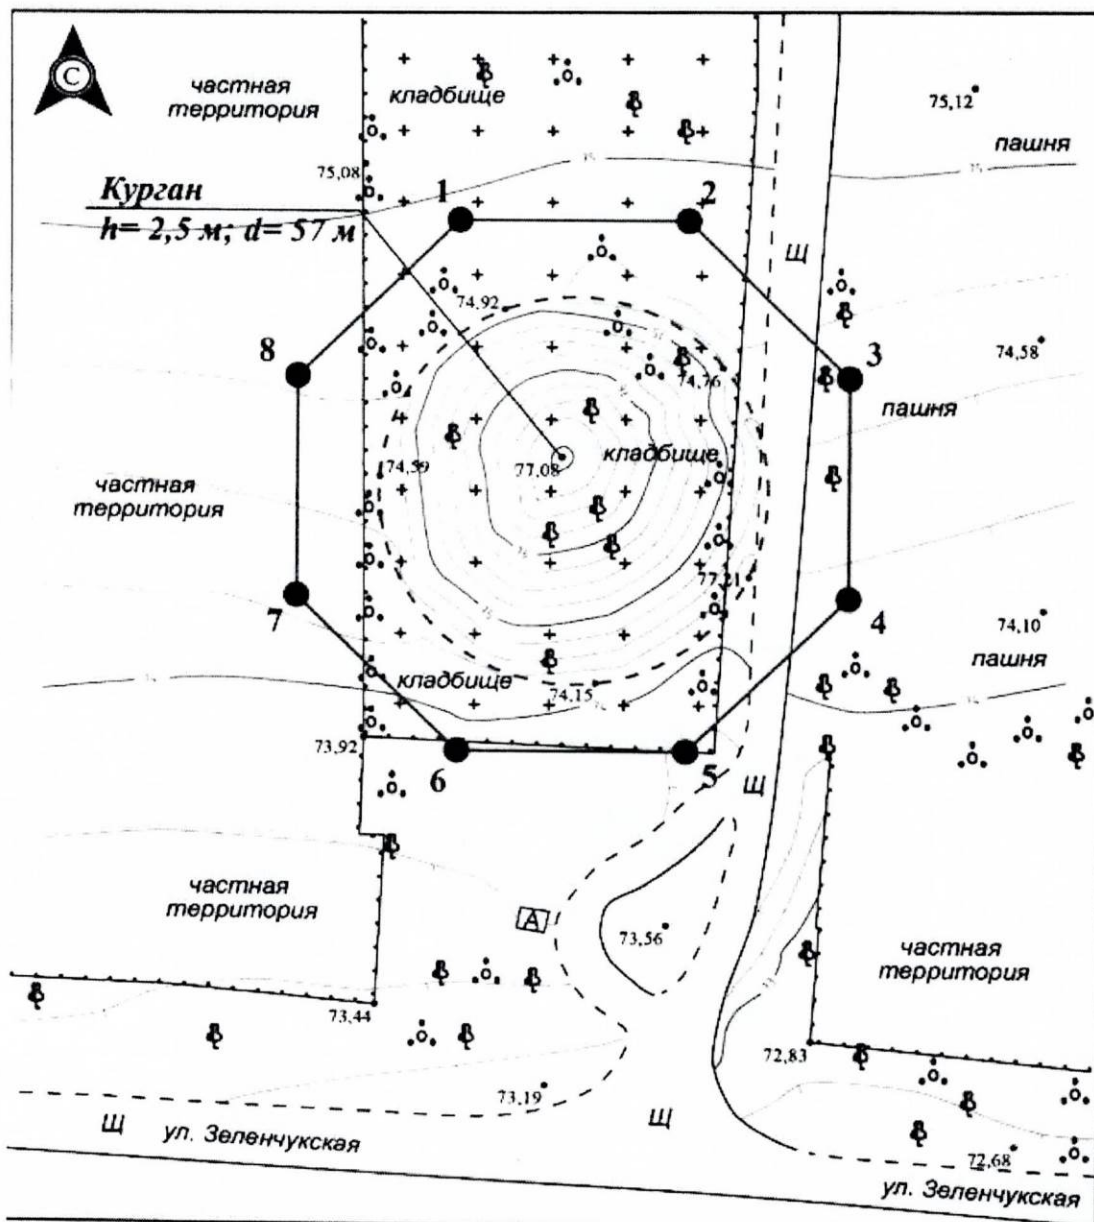 С
частная
территория
кладбище
75,12
пашня
75,08
Курган
h= 2,5 м; d= 57 м
1
2
Щ
74,92
8
3
74,58
74,76
пашня
кладбище
74,59
77,08
частная
территория
77,21
7
4
74,10
пашня
кладбище
74,15
73,92
6
5
Щ
частная
территория
А
73,56
частная
территория
73,44
72,83
73,19
Щ
ул. Зеленчукская
Щ
72,68
ул. Зеленчукская